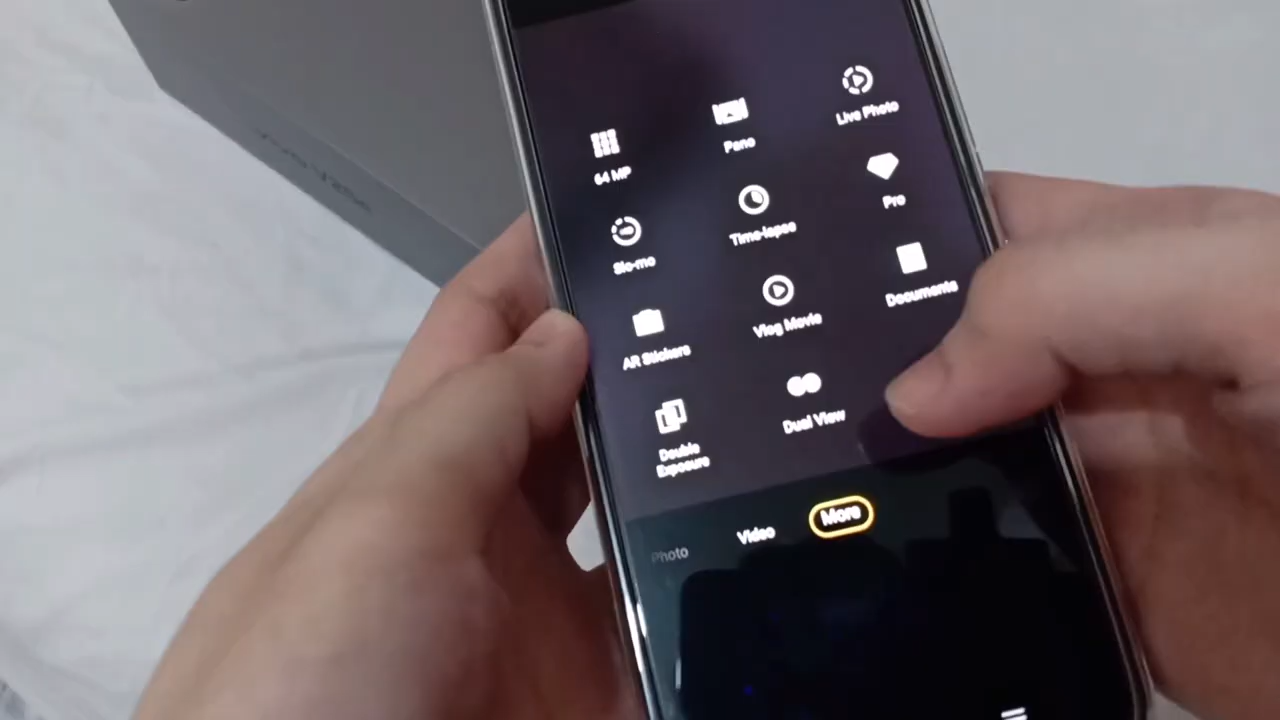 64 MP
Pano
Live Photo
Slo-mo
Time-lapse
Pro
AR Stickers
Vlog Movie
Documents
Double
Exposure
Dual View
Photo
Video
More